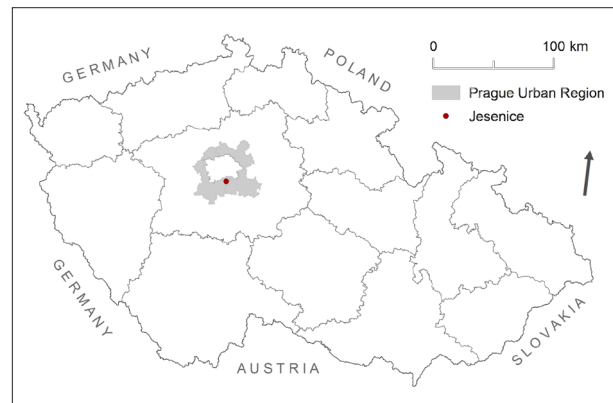 GERMANY
POLAND
0 100 km
Prague Urban Region
Jesenice
GERMANY
AUSTRIA
SLOVAKIA